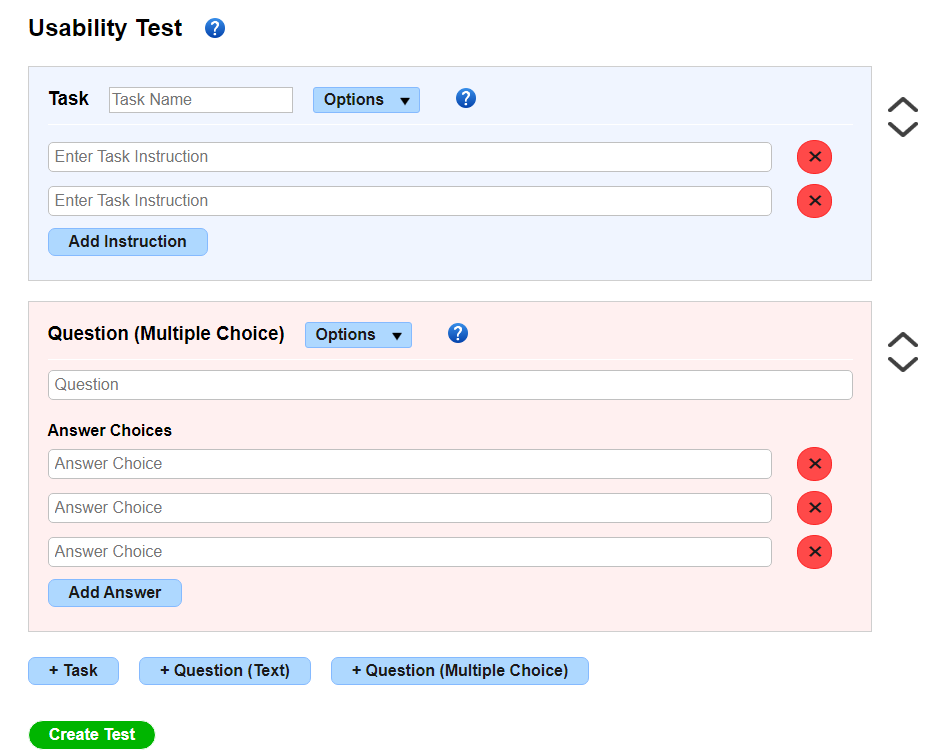 Usability Test ?
Task Task Name Options ▼ ?
Enter Task Instruction ✕
Enter Task Instruction ✕
Add Instruction
Question (Multiple Choice) Options ▼ ?
Question
Answer Choices
Answer Choice ✕
Answer Choice ✕
Answer Choice ✕
Add Answer
+ Task + Question (Text) + Question (Multiple Choice)
Create Test